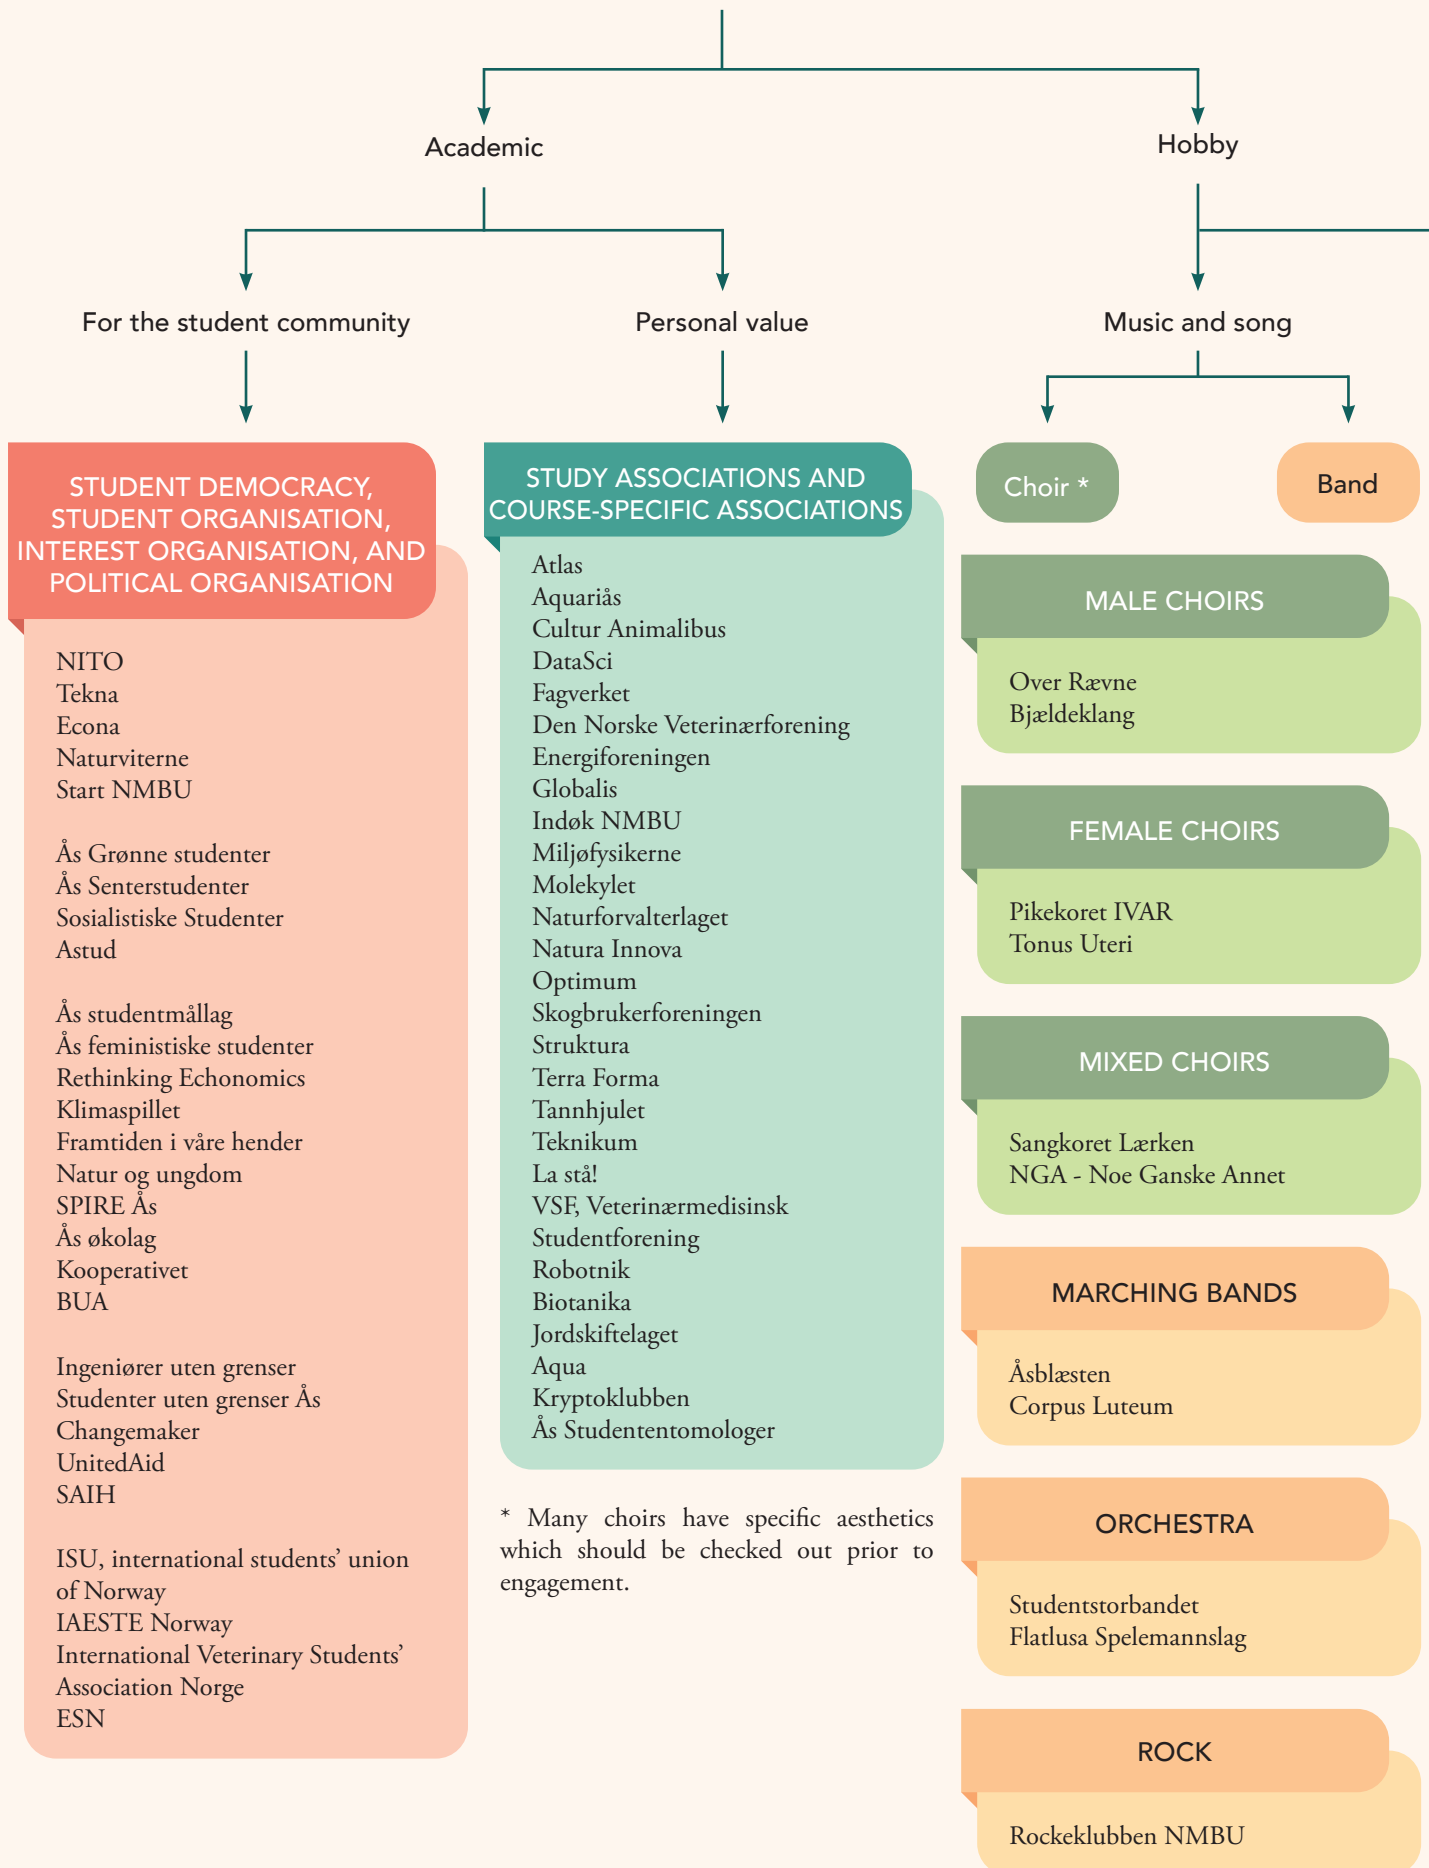 Academic
Hobby
For the student community
Personal value
Music and song
STUDENT DEMOCRACY,
STUDENT ORGANISATION,
INTEREST ORGANISATION, AND
POLITICAL ORGANISATION
NITO
Tekna
Econa
Naturviterne
Start NMBU
Ås Grønne studenter
Ås Senterstudenter
Sosialistiske Studenter
Astud
Ås studentmållag
Ås feministiske studenter
Rethinking Echonomics
Klimaspillet
Framtiden i våre hender
Natur og ungdom
SPIRE Ås
Ås økolag
Kooperativet
BUA
Ingeniører uten grenser
Studenter uten grenser Ås
Changemaker
UnitedAid
SAIH
ISU, international students’ union
of Norway
IAESTE Norway
International Veterinary Students’
Association Norge
ESN
STUDY ASSOCIATIONS AND
COURSE-SPECIFIC ASSOCIATIONS
Atlas
Aquariås
Cultur Animalibus
DataSci
Fagverket
Den Norske Veterinærforening
Energiforeningen
Globalis
Indøk NMBU
Miljøfysikerne
Molekylet
Naturforvalterlaget
Natura Innova
Optimum
Skogbrukerforeningen
Struktura
Terra Forma
Tannhjulet
Teknikum
La stå!
VSF, Veterinærmedisinsk
Studentforening
Robotnik
Biotanika
Jordskiftelaget
Aqua
Kryptoklubben
Ås Studententomologer
* Many choirs have specific aesthetics
which should be checked out prior to
engagement.
Choir *
Band
MALE CHOIRS
Over Rævne
Bjældeklang
FEMALE CHOIRS
Pikekoret IVAR
Tonus Uteri
MIXED CHOIRS
Sangkoret Lærken
NGA - Noe Ganske Annet
MARCHING BANDS
Åsblæsten
Corpus Luteum
ORCHESTRA
Studentstorbandet
Flatlusa Spelemannslag
ROCK
Rockeklubben NMBU